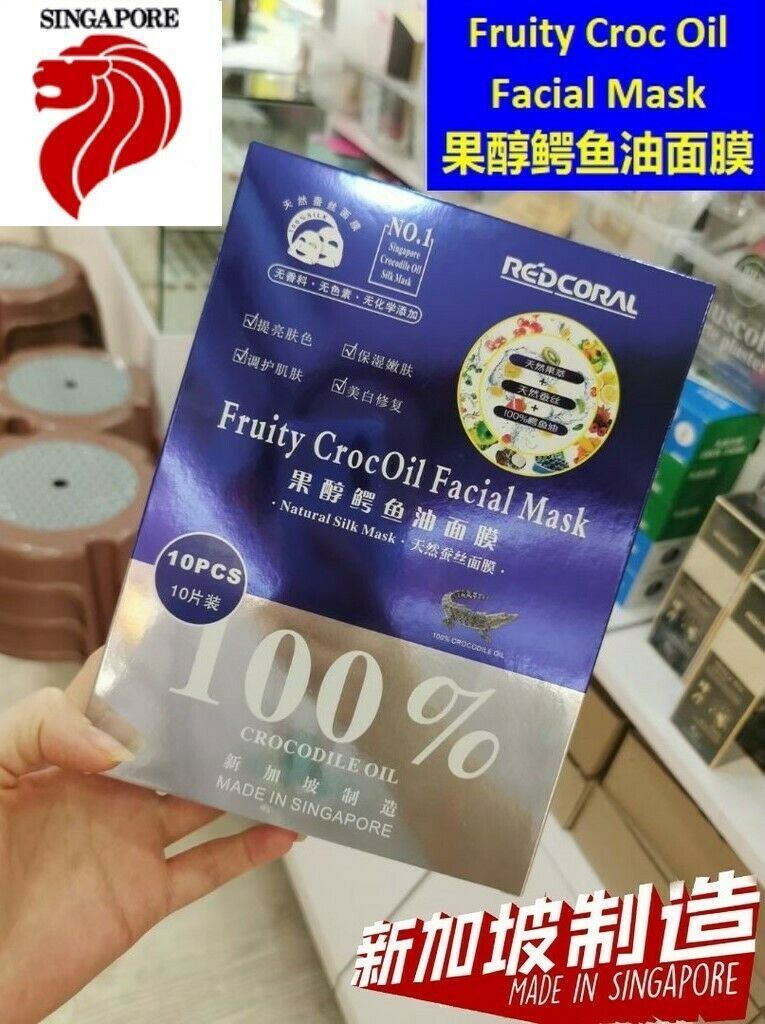 SINGAPORE
Fruity Croc Oil
Facial Mask
果醇鳄鱼油面膜
天然蚕丝面膜
100%SILK
NO.1
Singapore
Crocodile Oil
Silk Mask
无香料·无色素·无化学添加
REDCORAL
提亮肤色
保湿嫩肤
调护肌肤
美白修复
天然果萃
+
天然蚕丝
+
100%鳄鱼油
Fruity CrocOil Facial Mask
果醇鳄鱼油面膜
·Natural Silk Mask·天然蚕丝面膜·
10PCS
10片装
100% CROCODILE OIL
100%
CROCODILE OIL
新加坡制造
MADE IN SINGAPORE
新加坡制造
MADE IN SINGAPORE